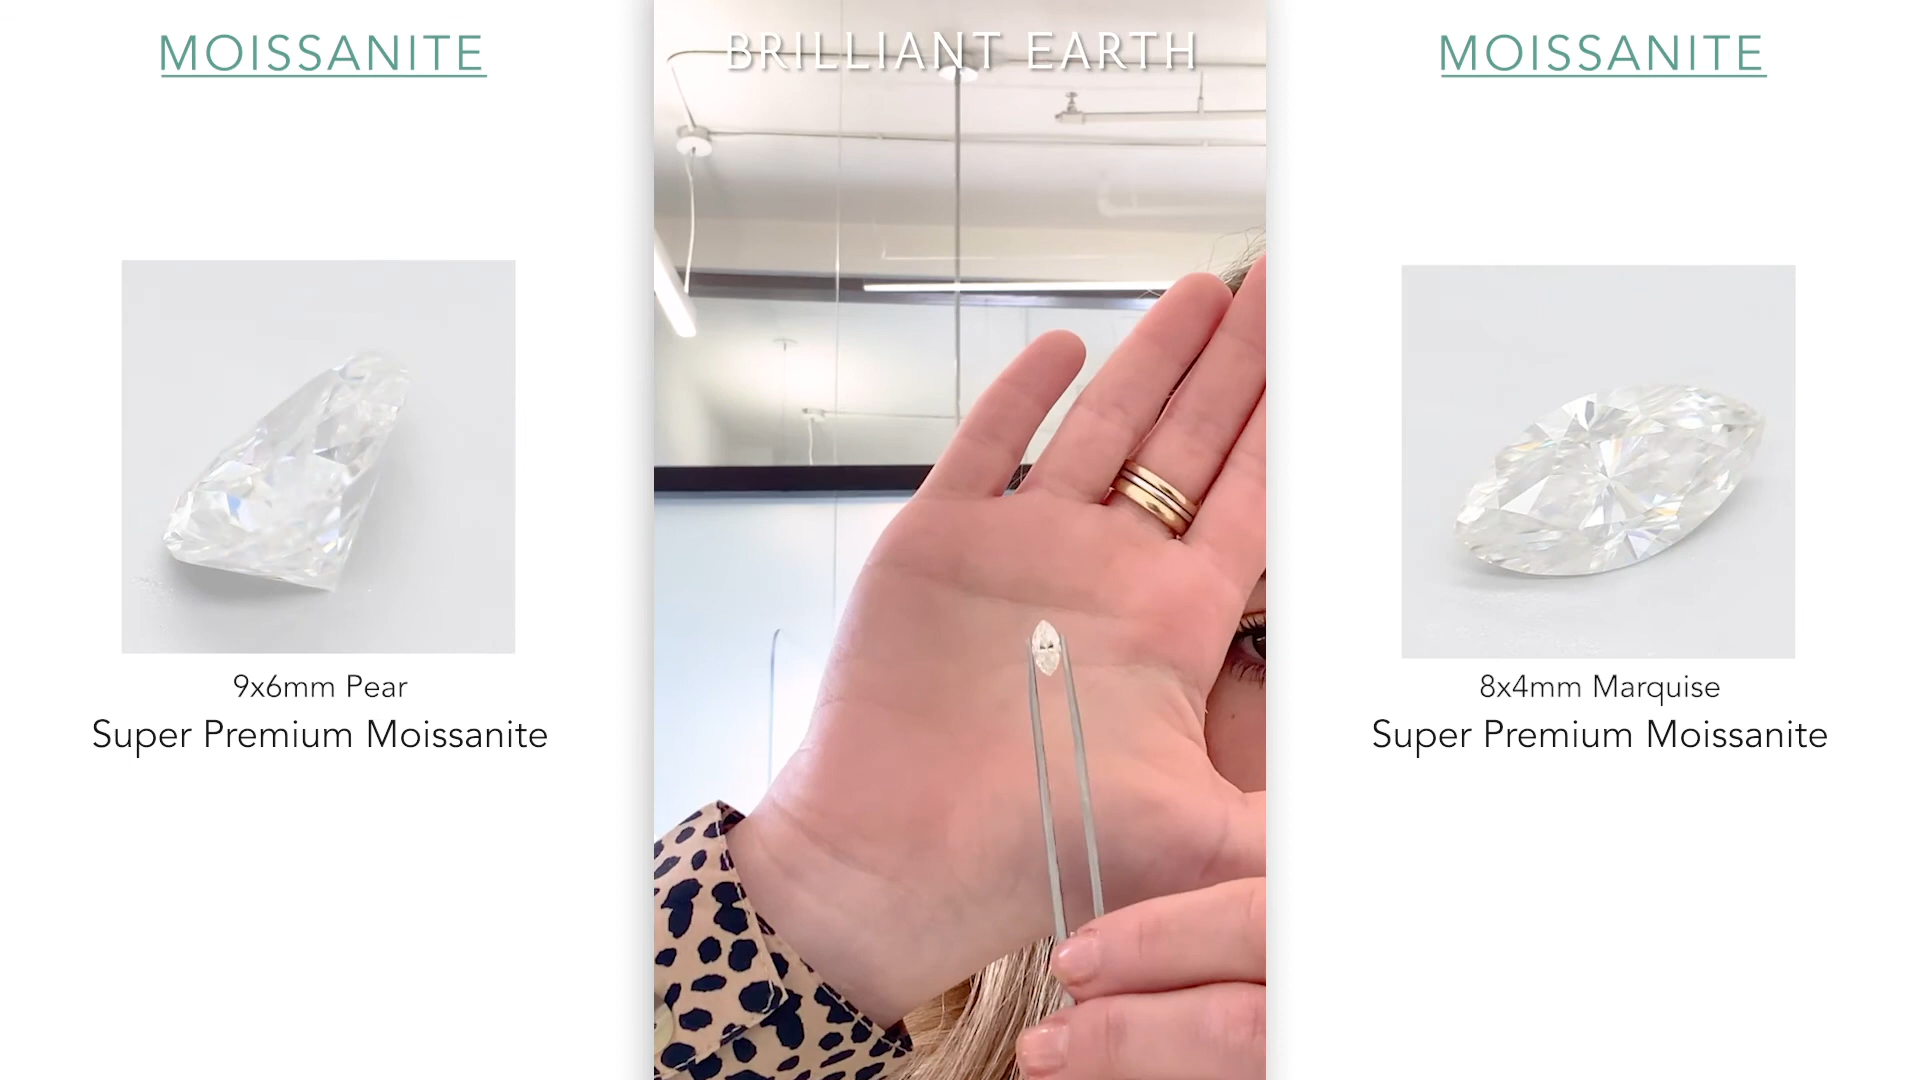 MOISSANITE
9x6mm Pear
Super Premium Moissanite
BRILLIANT EARTH
MOISSANITE
8x4mm Marquise
Super Premium Moissanite